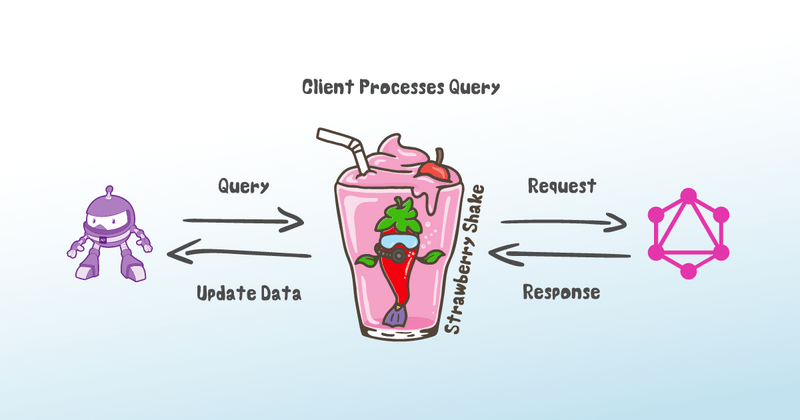 Client Processes Query
Query
Request
Strawberry Shake
Update Data
Response